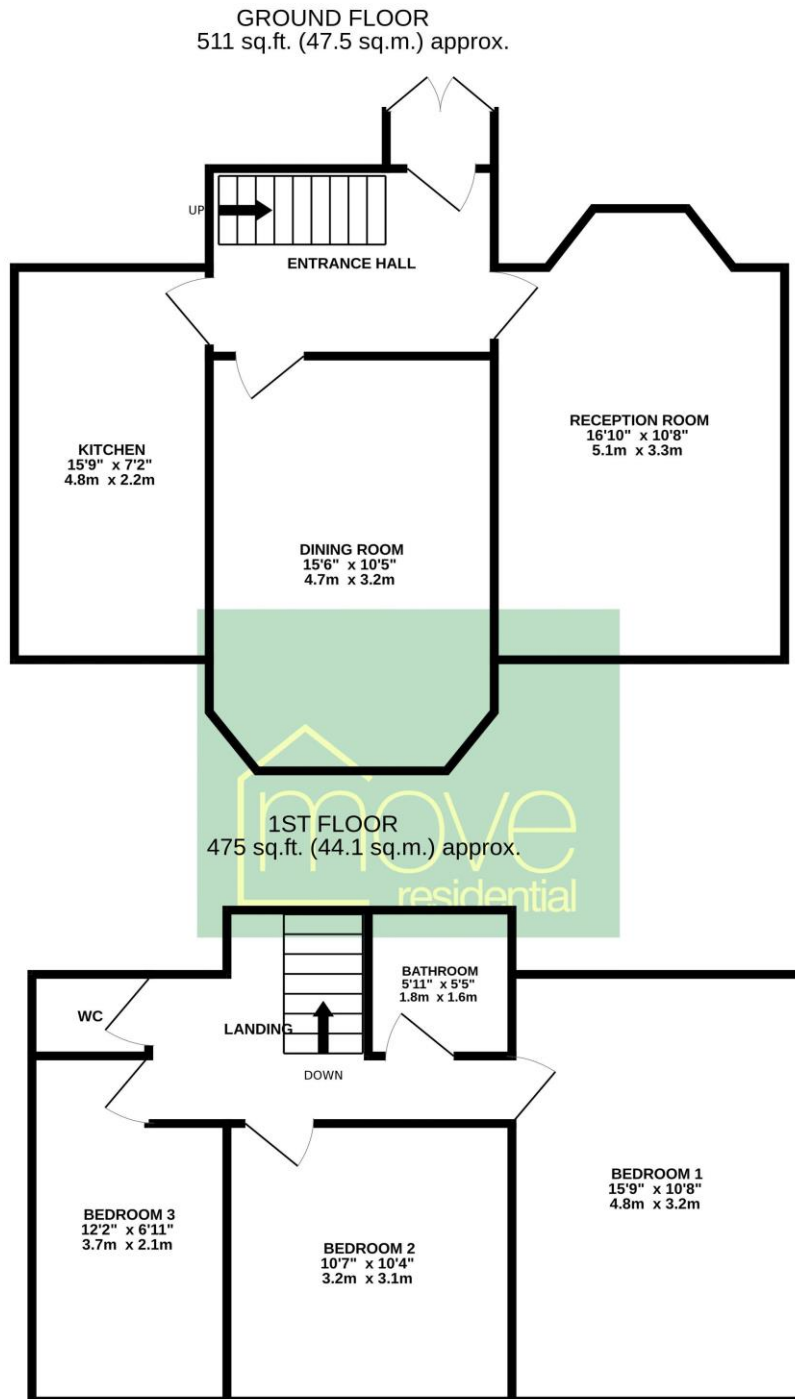 GROUND FLOOR
511 sq.ft. (47.5 sq.m.) approx.
UP
ENTRANCE HALL
KITCHEN
15'9" x 7'2"
4.8m x 2.2m
RECEPTION ROOM
16'10" x 10'8"
5.1m x 3.3m
DINING ROOM
15'6" x 10'5"
4.7m x 3.2m
move
residential
1ST FLOOR
475 sq.ft. (44.1 sq.m.) approx.
BATHROOM
5'11" x 5'5"
1.8m x 1.6m
WC
LANDING
DOWN
BEDROOM 1
15'9" x 10'8"
4.8m x 3.2m
BEDROOM 3
12'2" x 6'11"
3.7m x 2.1m
BEDROOM 2
10'7" x 10'4"
3.2m x 3.1m